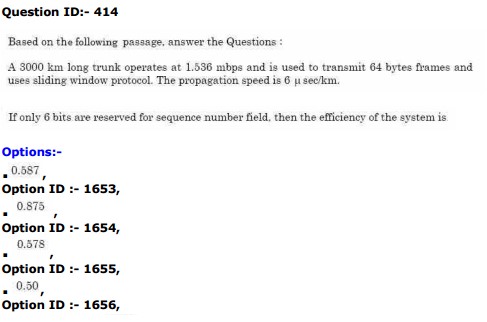 Question ID:- 414
Based on the following passage, answer the Questions :
A 3000 km long trunk operates at 1.536 mbps and is used to transmit 64 bytes frames and
uses sliding window protocol. The propagation speed is 6 μ sec/km.
If only 6 bits are reserved for sequence number field, then the efficiency of the system is
Options:-
0.587 ,
Option ID :- 1653,
0.875 ,
Option ID :- 1654,
0.578 ,
Option ID :- 1655,
0.50 ,
Option ID :- 1656,